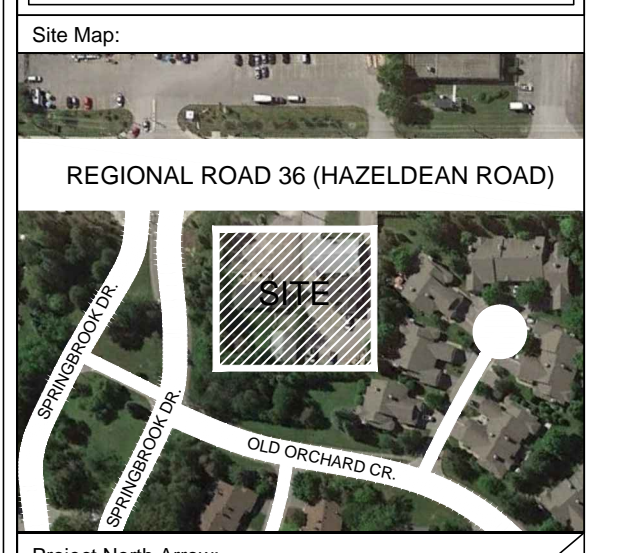 Site Map:
REGIONAL ROAD 36 (HAZELDEAN ROAD)
SITE
SPRINGBROOK DR.
SPRINGBROOK DR.
OLD ORCHARD CR.
Project North Arrow: